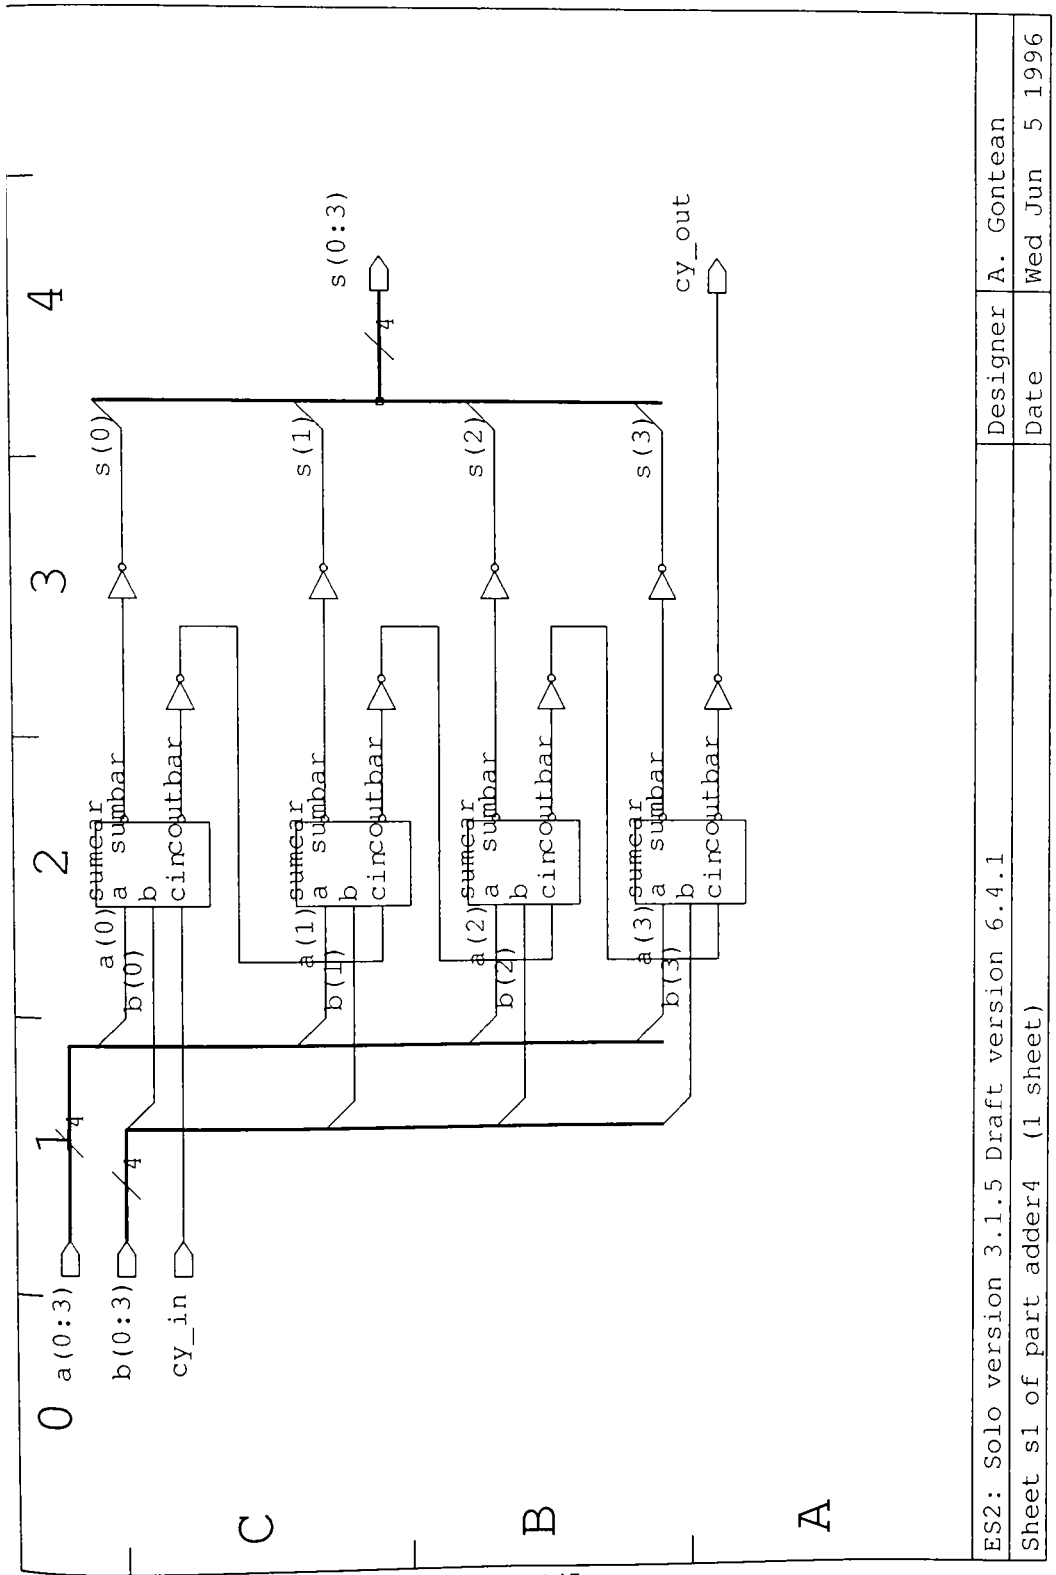 0 1 2 3 4
C
B
A
a(0:3)
b(0:3)
cy_in
4
4
a(0) sumcar
a sumbar
b(0)
b
cin coutbar
s(0)
a(1) sumcar
a sumbar
b(1)
b
cin coutbar
s(1)
a(2) sumcar
a sumbar
b(2)
b
cin coutbar
s(2)
a(3) sumcar
a sumbar
b(3)
b
cin coutbar
s(3)
s(0:3)
4
cy_out
ES2: Solo version 3.1.5 Draft version 6.4.1
Designer A. Gontean
Sheet s1 of part adder4 (1 sheet)
Date Wed Jun 5 1996